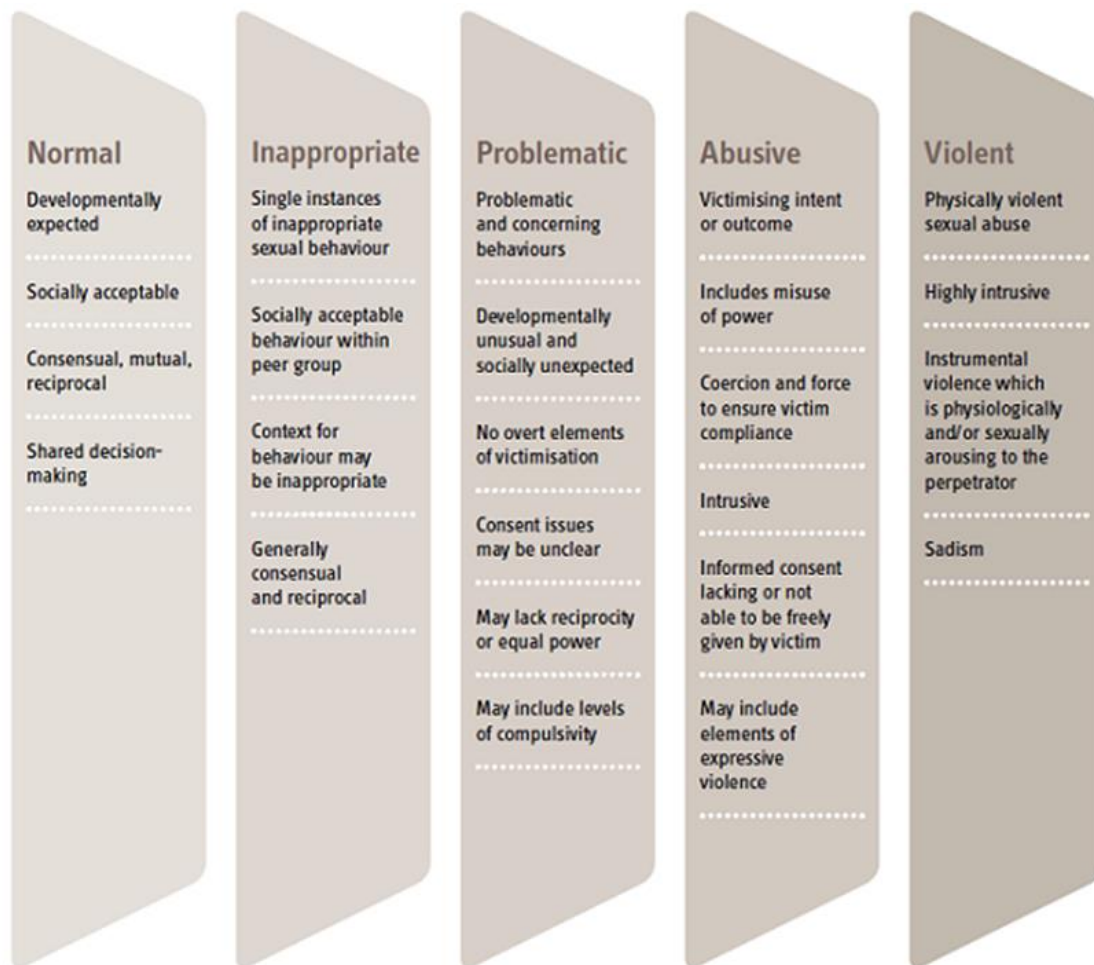 Normal
Developmentally
expected
Socially acceptable
Consensual, mutual,
reciprocal
Shared decision-
making
Inappropriate
Single instances
of inappropriate
sexual behaviour
Socially acceptable
behaviour within
peer group
Context for
behaviour may
be inappropriate
Generally
consensual
and reciprocal
Problematic
Problematic
and concerning
behaviours
Developmentally
unusual and
socially unexpected
No overt elements
of victimisation
Consent issues
may be unclear
May lack reciprocity
or equal power
May include levels
of compulsivity
Abusive
Victimising intent
or outcome
Includes misuse
of power
Coercion and force
to ensure victim
compliance
Intrusive
Informed consent
lacking or not
able to be freely
given by victim
May include
elements of
expressive
violence
Violent
Physically violent
sexual abuse
Highly intrusive
Instrumental
violence which
is physiologically
and/or sexually
arousing to the
perpetrator
Sadism